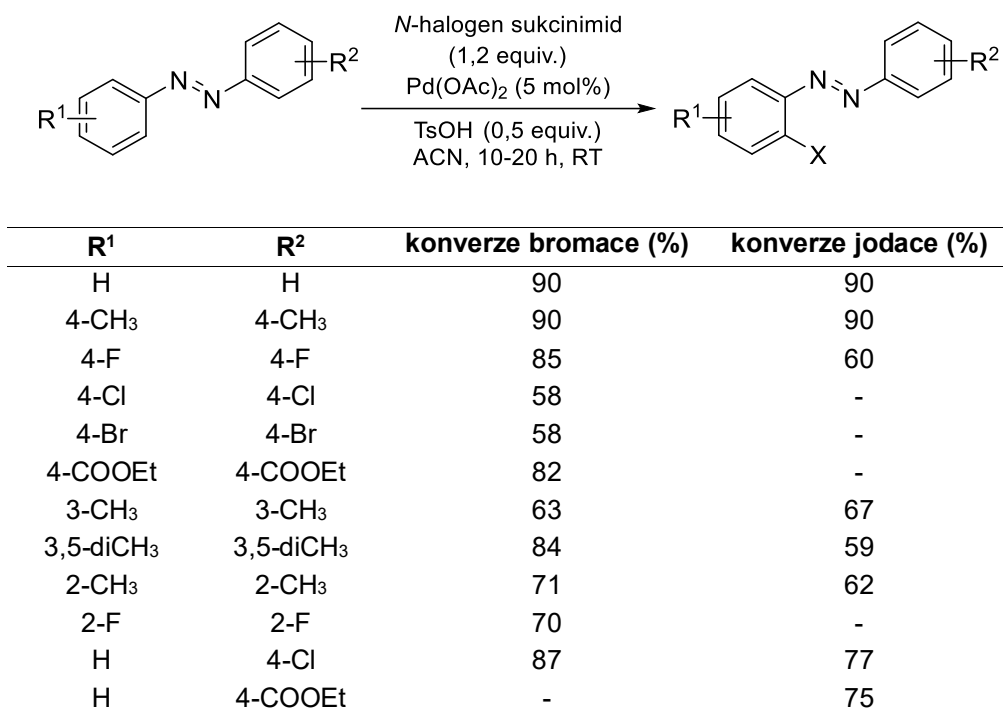 N-halogen sukcinimid
(1,2 equiv.)
Pd(OAc)₂ (5 mol%)
TsOH (0,5 equiv.)
ACN, 10-20 h, RT
R¹ N N R²
R¹ N N R² X
R¹ R² konverze bromace (%) konverze jodace (%)
H H 90 90
4-CH₃ 4-CH₃ 90 90
4-F 4-F 85 60
4-Cl 4-Cl 58 -
4-Br 4-Br 58 -
4-COOEt 4-COOEt 82 -
3-CH₃ 3-CH₃ 63 67
3,5-diCH₃ 3,5-diCH₃ 84 59
2-CH₃ 2-CH₃ 71 62
2-F 2-F 70 -
H 4-Cl 87 77
H 4-COOEt - 75